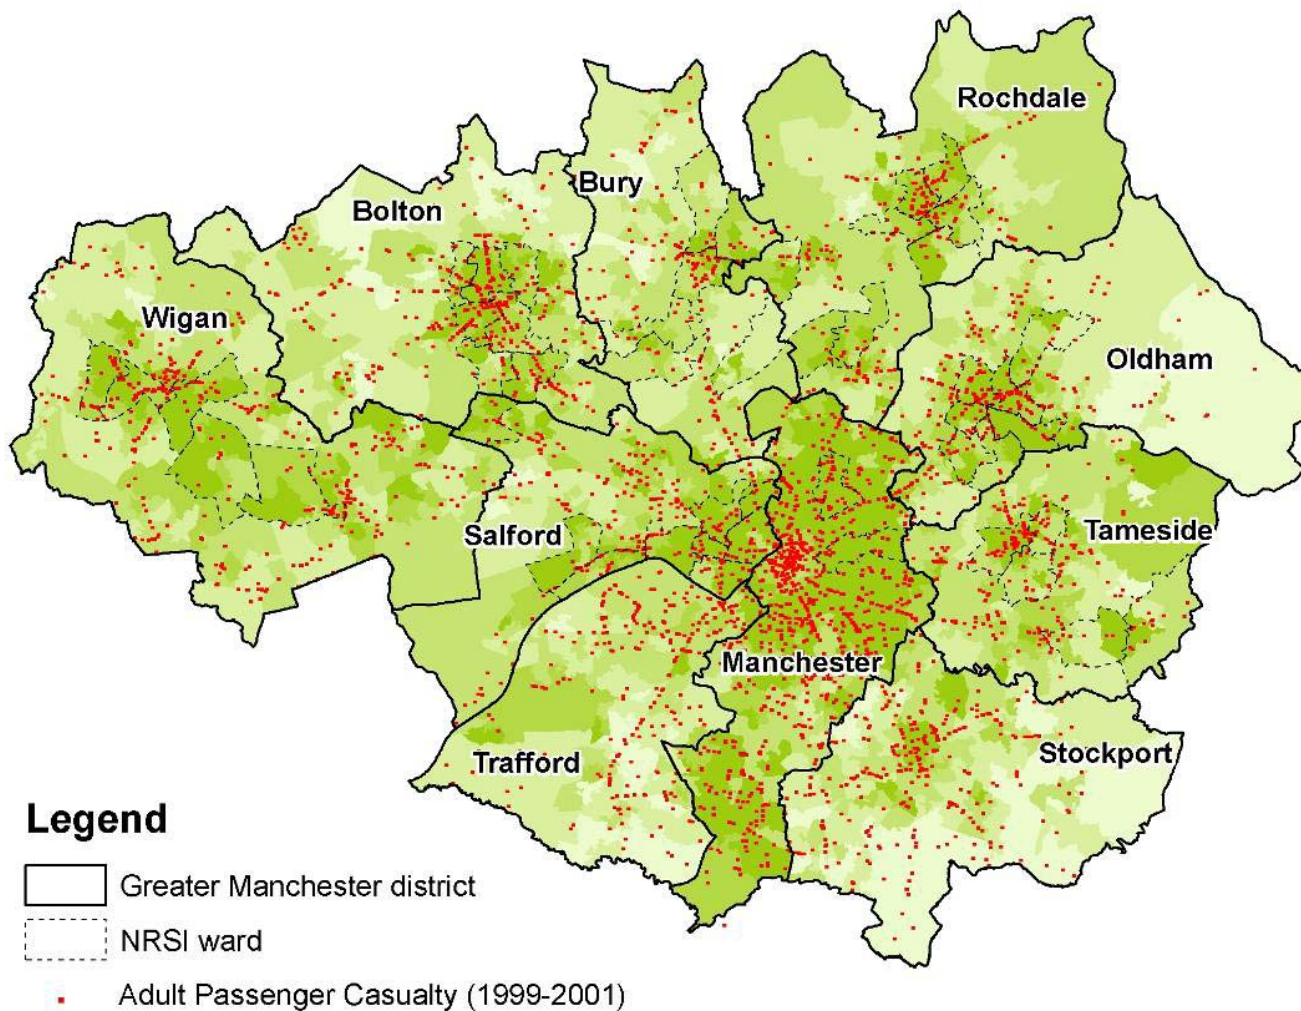 Rochdale
Bury
Bolton
Wigan
Oldham
Salford
Tameside
Manchester
Stockport
Trafford
Legend
Greater Manchester district
NRSI ward
Adult Passenger Casualty (1999-2001)